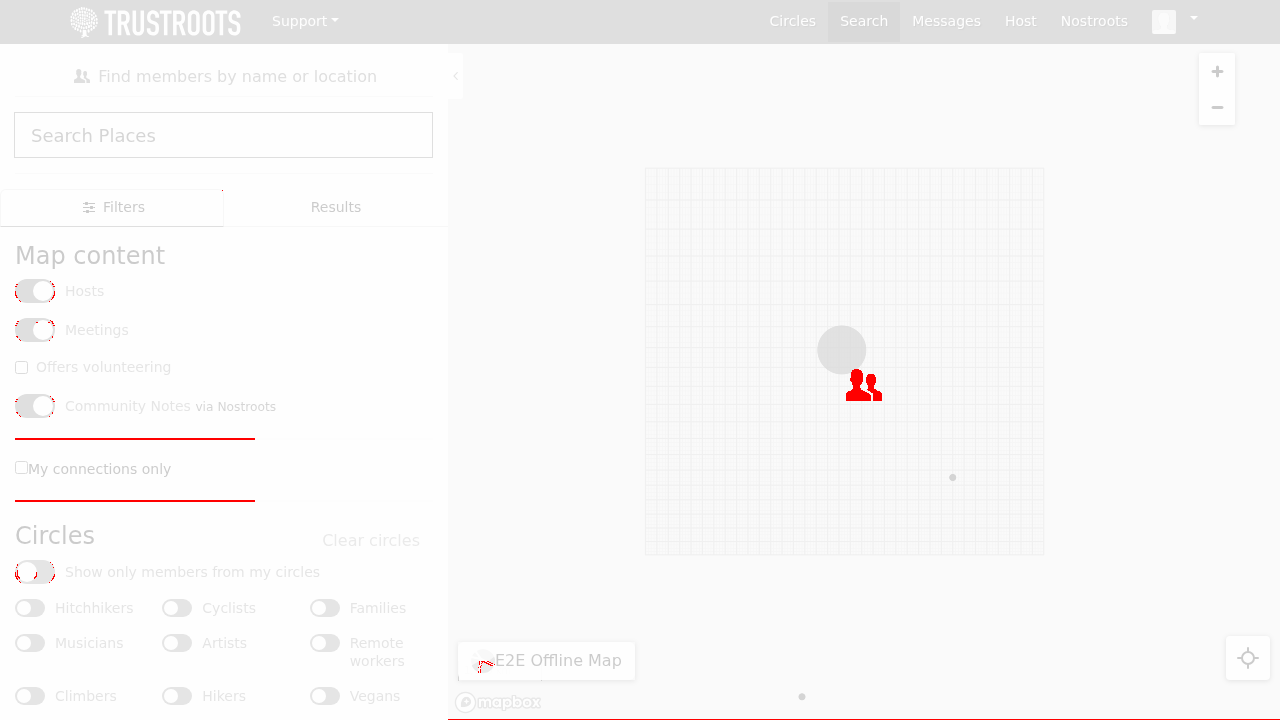 TRUSTROOTS Support Circles Search Messages Host Nostroots
Find members by name or location
Search Places
Filters Results
Map content
Hosts
Meetings
Offers volunteering
Community Notes via Nostroots
My connections only
Circles Clear circles
Show only members from my circles
Hitchhikers Cyclists Families
Musicians Artists Remote workers
Climbers Hikers Vegans
E2E Offline Map
mapbox